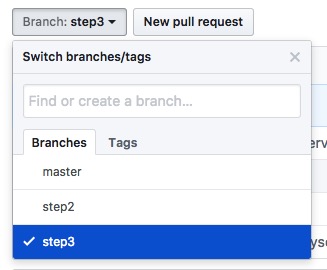 Branch: step3 New pull request
Switch branches/tags
Find or create a branch...
Branches Tags
master
step2
step3